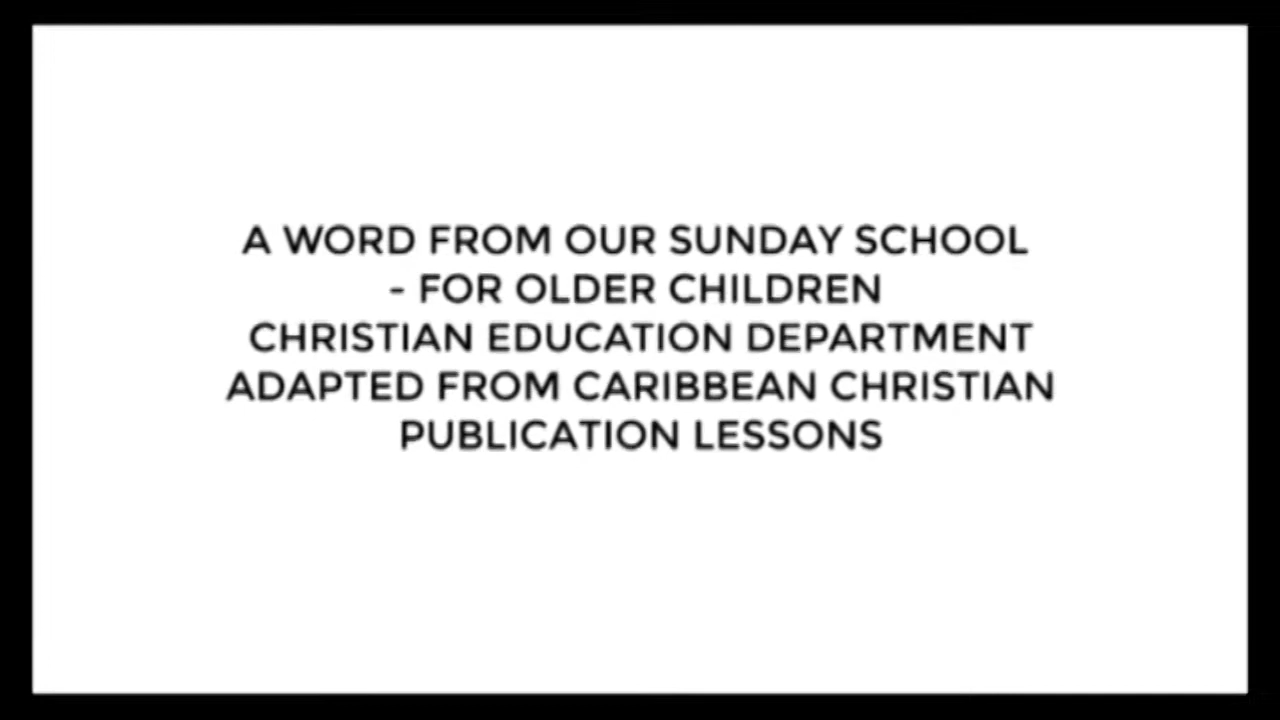 A WORD FROM OUR SUNDAY SCHOOL
- FOR OLDER CHILDREN
CHRISTIAN EDUCATION DEPARTMENT
ADAPTED FROM CARIBBEAN CHRISTIAN
PUBLICATION LESSONS